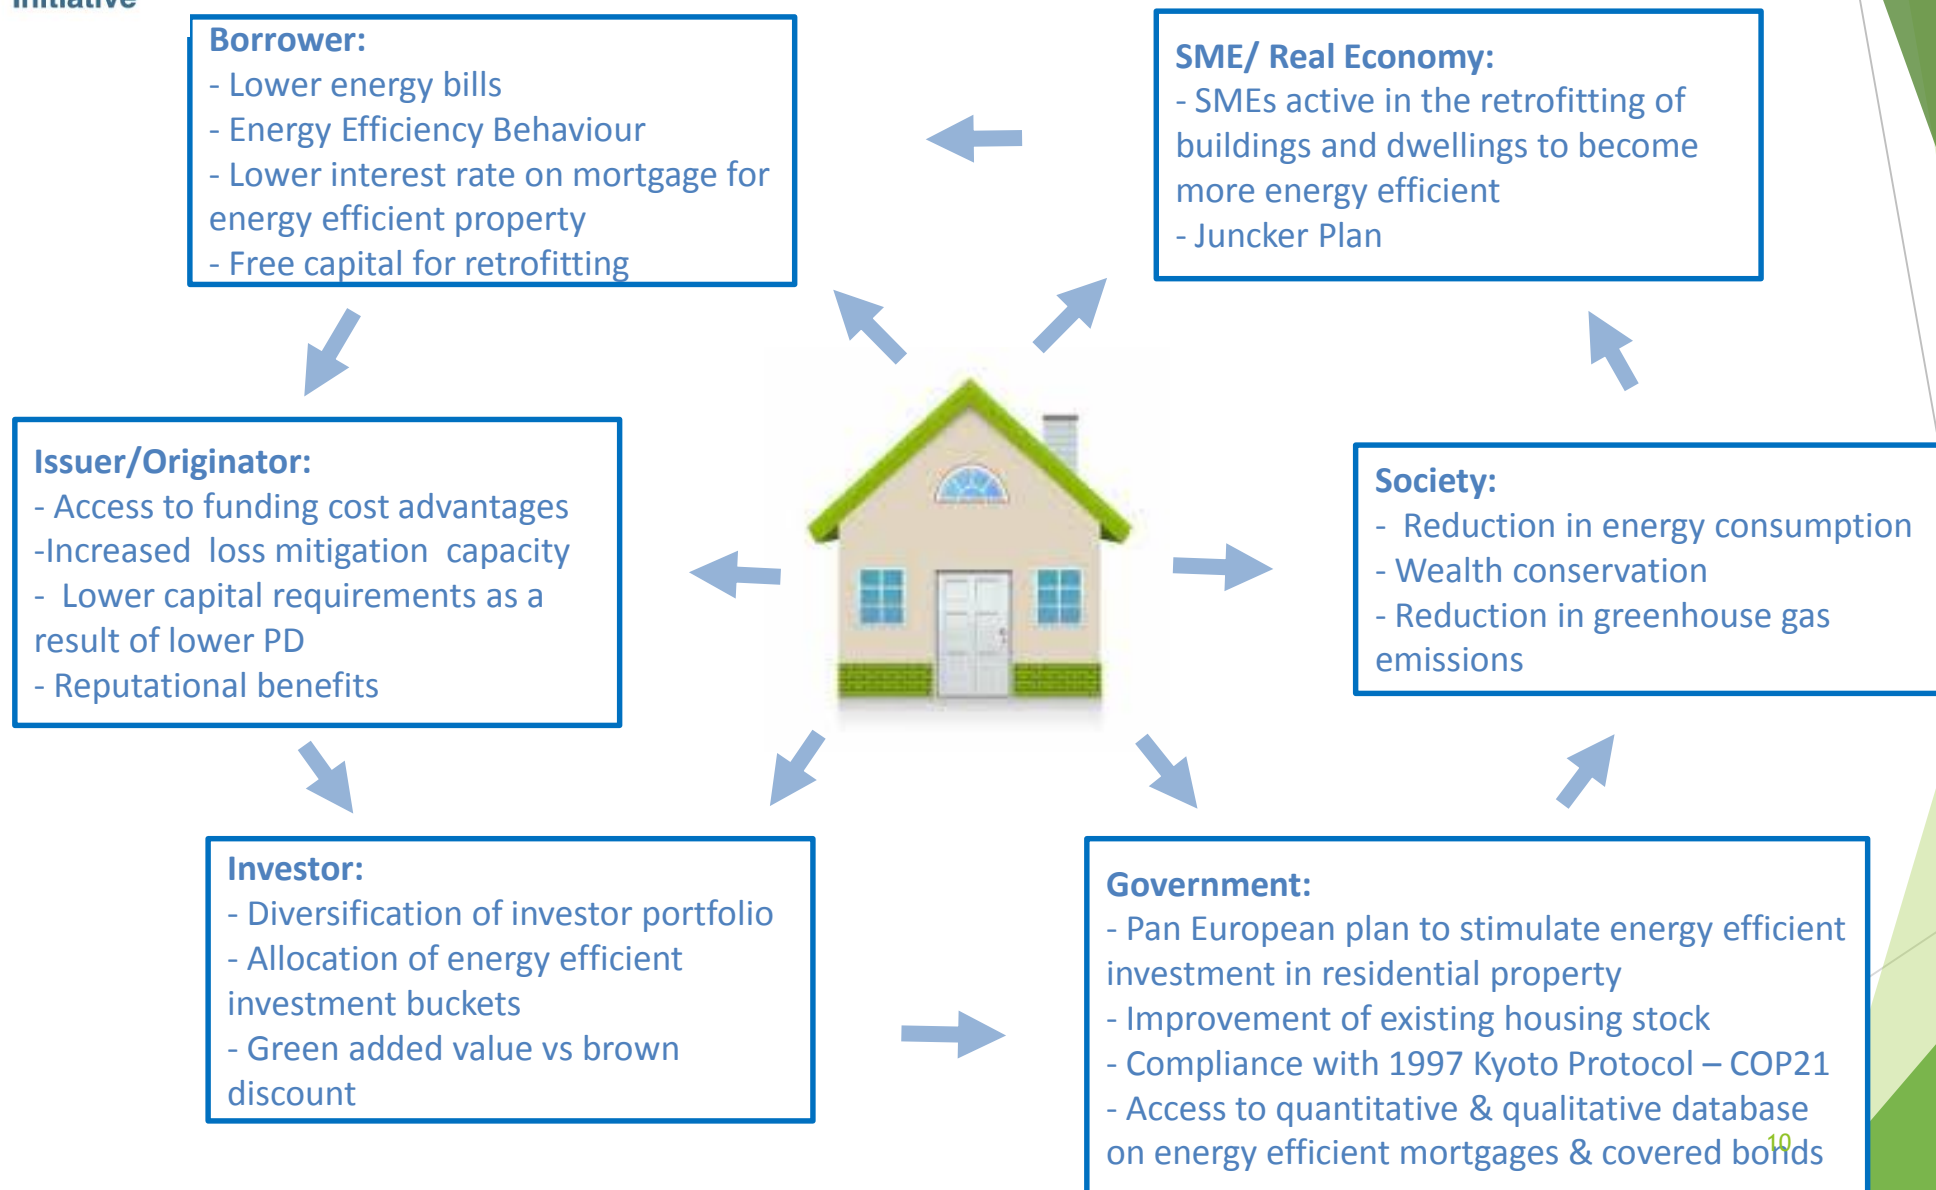 Initiative
Borrower:
- Lower energy bills
- Energy Efficiency Behaviour
- Lower interest rate on mortgage for
energy efficient property
- Free capital for retrofitting
SME/ Real Economy:
- SMEs active in the retrofitting of
buildings and dwellings to become
more energy efficient
- Juncker Plan
Issuer/Originator:
- Access to funding cost advantages
-Increased loss mitigation capacity
- Lower capital requirements as a
result of lower PD
- Reputational benefits
Society:
- Reduction in energy consumption
- Wealth conservation
- Reduction in greenhouse gas
emissions
Investor:
- Diversification of investor portfolio
- Allocation of energy efficient
investment buckets
- Green added value vs brown
discount
Government:
- Pan European plan to stimulate energy efficient
investment in residential property
- Improvement of existing housing stock
- Compliance with 1997 Kyoto Protocol – COP21
- Access to quantitative & qualitative database
on energy efficient mortgages & covered bonds
10